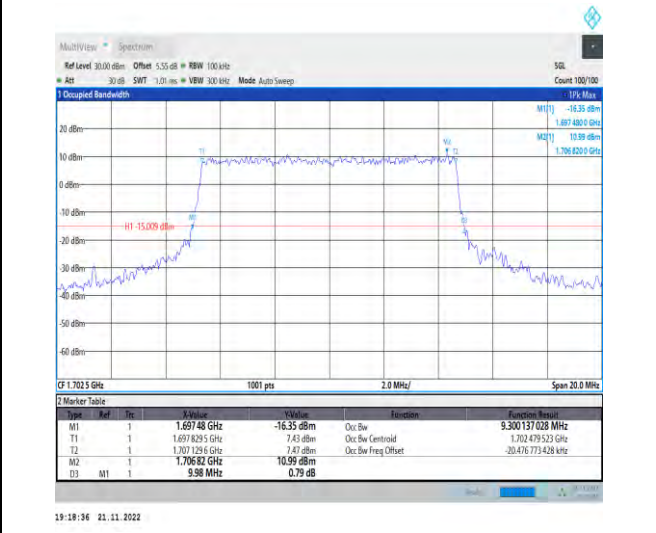 MultiView Spectrum
Ref Level 30.00 dBm Offset 5.55 dB RBW 100 kHz SGL
Att 30 dB SWT 1.01 ms VBW 300 kHz Mode Auto Sweep Count 100/100
1 Occupied Bandwidth 1Pk Max
M1[1] -16.35 dBm
1.697 480 0 GHz
20 dBm M2[1] 10.99 dBm
1.706 820 0 GHz
M2
10 dBm T1 T2
0 dBm
-10 dBm
M1 D3
H1 -15.009 dBm
-20 dBm
-30 dBm
-40 dBm
-50 dBm
-60 dBm
CF 1.702 5 GHz 1001 pts 2.0 MHz/ Span 20.0 MHz
2 Marker Table
Type Ref Trc X-Value Y-Value Function Function Result
M1 1 1.697 48 GHz -16.35 dBm Occ Bw 9.300 137 028 MHz
T1 1 1.697 829 5 GHz 7.43 dBm Occ Bw Centroid 1.702 479 523 GHz
T2 1 1.707 129 6 GHz 7.47 dBm Occ Bw Freq Offset -20.476 773 428 kHz
M2 1 1.706 82 GHz 10.99 dBm
D3 M1 1 9.98 MHz 0.79 dB
19:18:36 21.11.2022